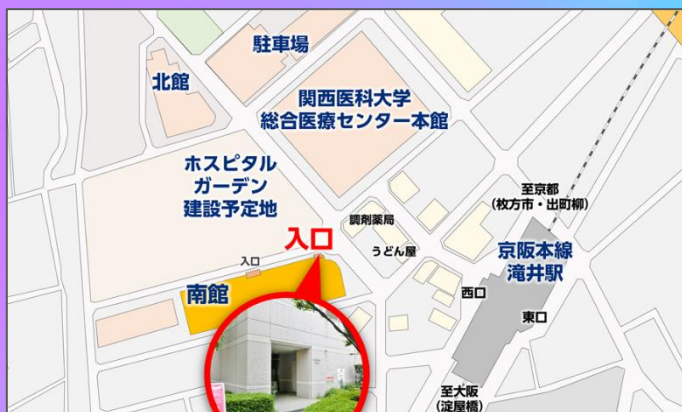 駐車場
北館
関西医科大学
総合医療センター本館
ホスピタル
ガーデン
建設予定地
調剤薬局
至京都
(枚方市・出町柳)
入口
うどん屋
京阪本線
滝井駅
入口
南館
西口
東口
至大阪
(淀屋橋)